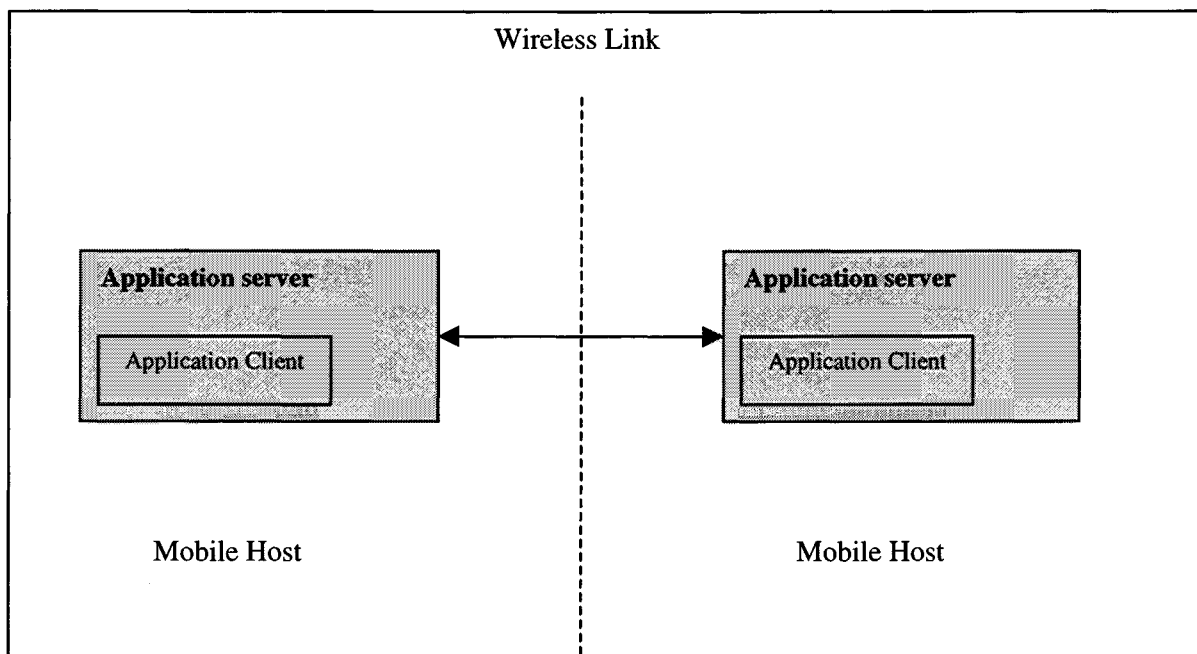 Wireless Link
Application server
Application server
Application Client
Application Client
Mobile Host
Mobile Host